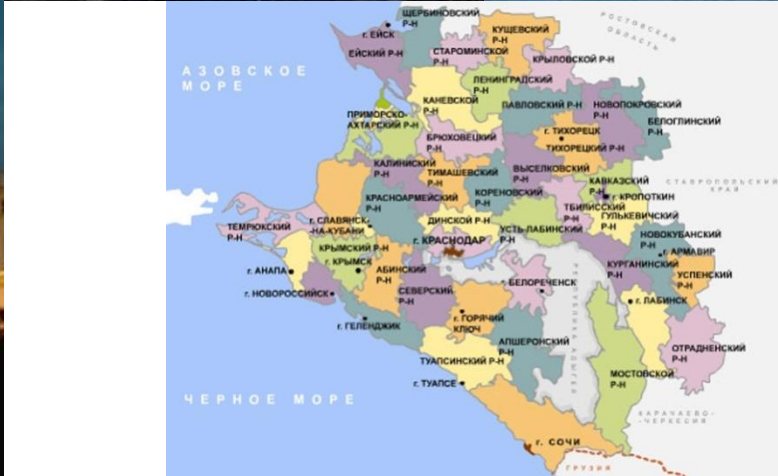 ЩЕРБИНОВСКИЙ
Р-Н
РОСТОВСКАЯ
ОБЛАСТЬ
г. ЕЙСК
КУЩЕВСКИЙ
Р-Н
ЕЙСКИЙ Р-Н
СТАРОМИНСКОЙ
Р-Н
КРЫЛОВСКОЙ Р-Н
АЗОВСКОЕ
МОРЕ
ЛЕНИНГРАДСКИЙ
Р-Н
КАНЕВСКОЙ
Р-Н
ПАВЛОВСКИЙ Р-Н
НОВОПОКРОВСКИЙ
Р-Н
БЕЛОГЛИНСКИЙ
Р-Н
ПРИМОРСКО-
АХТАРСКИЙ Р-Н
БРЮХОВЕЦКИЙ
Р-Н
г. ТИХОРЕЦК
ТИХОРЕЦКИЙ Р-Н
КАЛИНИСКИЙ
Р-Н
ТИМАШЕВСКИЙ
Р-Н
ВЫСЕЛКОВСКИЙ
Р-Н
КАВКАЗСКИЙ
Р-Н
г. КРОПОТКИН
СТАВРОПОЛЬСКИЙ
КРАЙ
КРАСНОАРМЕЙСКИЙ
Р-Н
КОРЕНОВСКИЙ
Р-Н
ТБИЛИССКИЙ
Р-Н
ГУЛЬКЕВИЧСКИЙ
Р-Н
ТЕМРЮКСКИЙ
Р-Н
г. СЛАВЯНСК-
-НА-КУБАНИ
ДИНСКОЙ Р-Н
УСТЬ-ЛАБИНСКИЙ
Р-Н
НОВОКУБАНСКИЙ
Р-Н
г. АРМАВИР
КРЫМСКИЙ Р-Н
г. КРЫМСК
г. КРАСНОДАР
г. АНАПА
АБИНСКИЙ
Р-Н
КУРГАНИНСКИЙ
Р-Н
УСПЕНСКИЙ
Р-Н
г. НОВОРОССИЙСК
СЕВЕРСКИЙ
Р-Н
г. БЕЛОРЕЧЕНСК
РЕСПУБЛИКА АДЫГЕЯ
г. ЛАБИНСК
г. ГЕЛЕНДЖИК
г. ГОРЯЧИЙ
КЛЮЧ
АПШЕРОНСКИЙ
Р-Н
ОТРАДНЕНСКИЙ
Р-Н
ТУАПСИНСКИЙ Р-Н
МОСТОВСКОЙ
Р-Н
г. ТУАПСЕ
ЧЕРНОЕ МОРЕ
КАРАЧАЕВО-
-ЧЕРКЕСИЯ
г. СОЧИ
ГРУЗИЯ